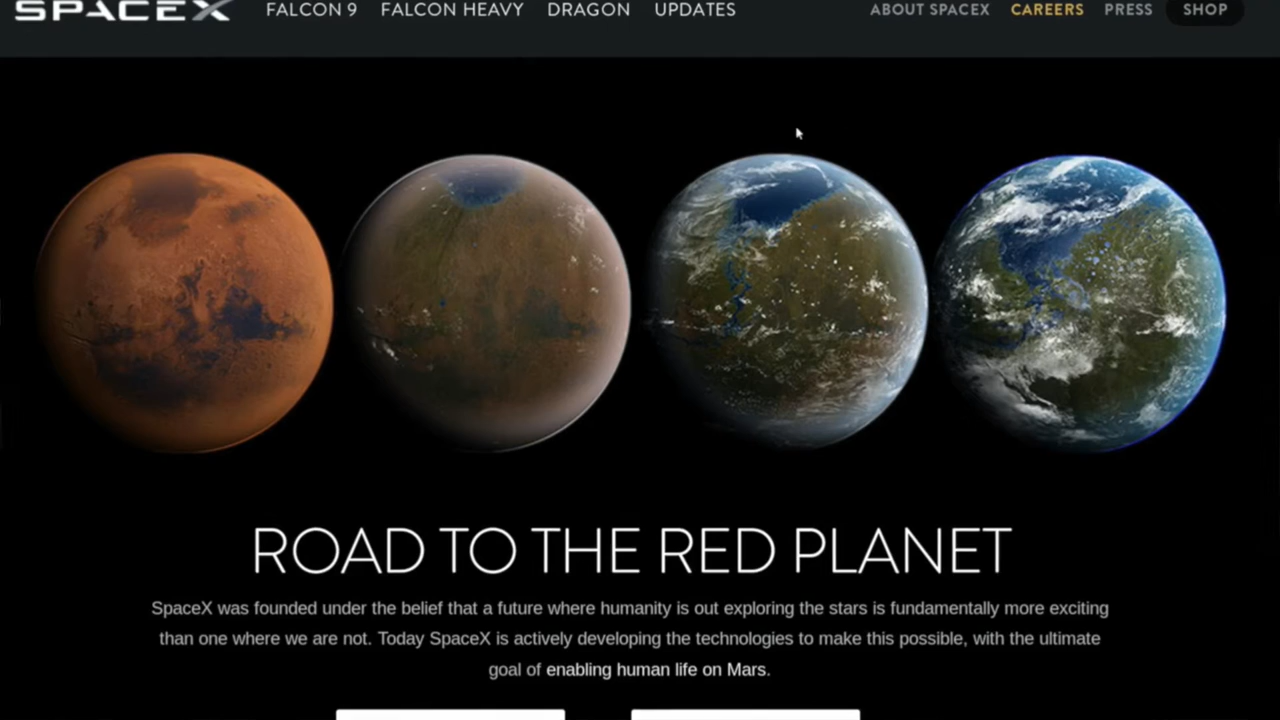 SPACEX FALCON 9 FALCON HEAVY DRAGON UPDATES ABOUT SPACEX CAREERS PRESS SHOP
ROAD TO THE RED PLANET
SpaceX was founded under the belief that a future where humanity is out exploring the stars is fundamentally more exciting
than one where we are not. Today SpaceX is actively developing the technologies to make this possible, with the ultimate
goal of enabling human life on Mars.